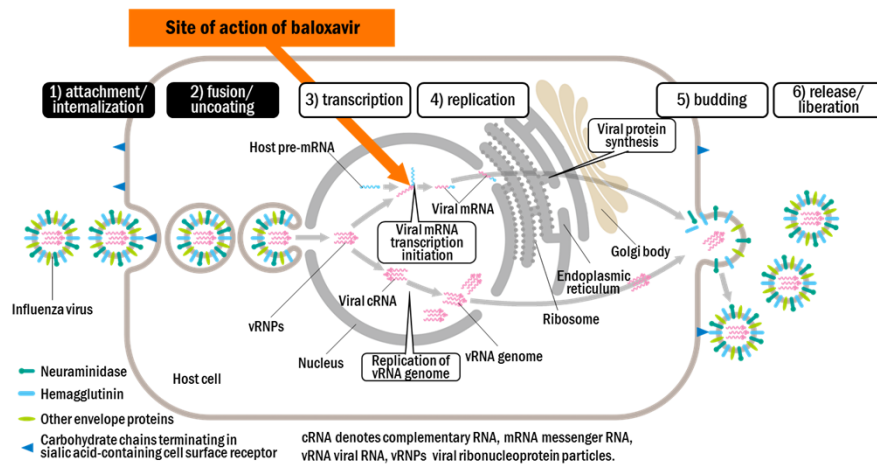 Site of action of baloxavir
1) attachment/
internalization
2) fusion/
uncoating
3) transcription
4) replication
5) budding
6) release/
liberation
Host pre-mRNA
Viral protein
synthesis
Viral mRNA
Viral mRNA
transcription
initiation
Golgi body
Endoplasmic
reticulum
Influenza virus
vRNPs
Viral cRNA
Ribosome
Nucleus
Replication of
vRNA genome
vRNA genome
Host cell
Neuraminidase
Hemagglutinin
Other envelope proteins
Carbohydrate chains terminating in
sialic acid-containing cell surface receptor
cRNA denotes complementary RNA, mRNA messenger RNA,
vRNA viral RNA, vRNPs viral ribonucleoprotein particles.